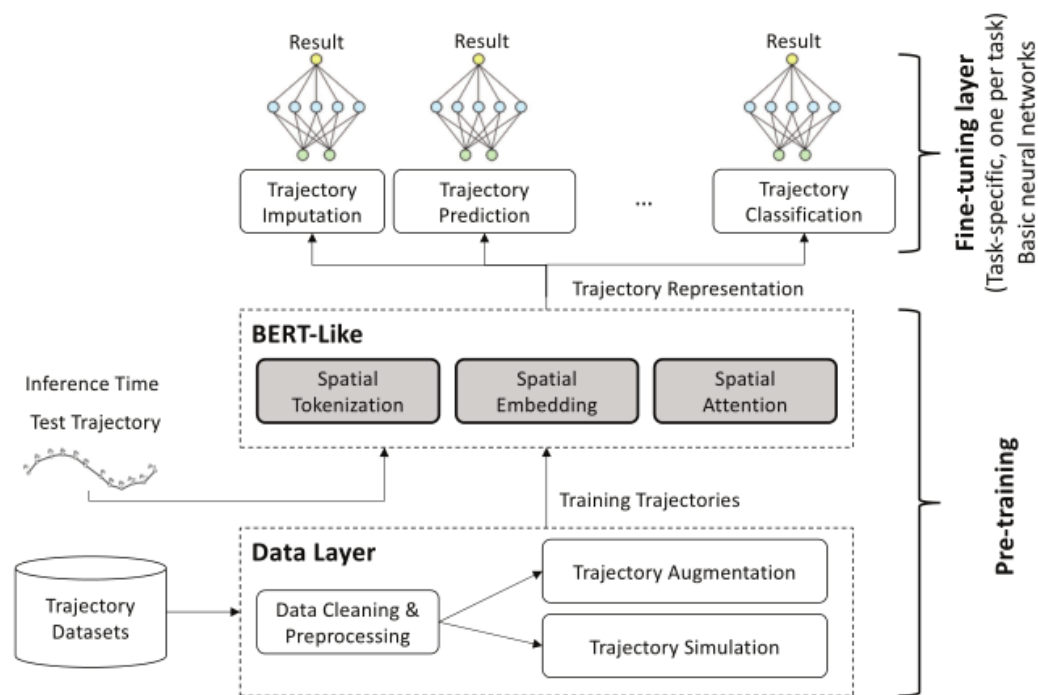 Result
Result
Result
Trajectory
Imputation
Trajectory
Prediction
...
Trajectory
Classification
Fine-tuning layer
(Task-specific, one per task)
Basic neural networks
Trajectory Representation
BERT-Like
Spatial
Tokenization
Spatial
Embedding
Spatial
Attention
Inference Time
Test Trajectory
Training Trajectories
Pre-training
Data Layer
Trajectory
Datasets
Data Cleaning &
Preprocessing
Trajectory Augmentation
Trajectory Simulation